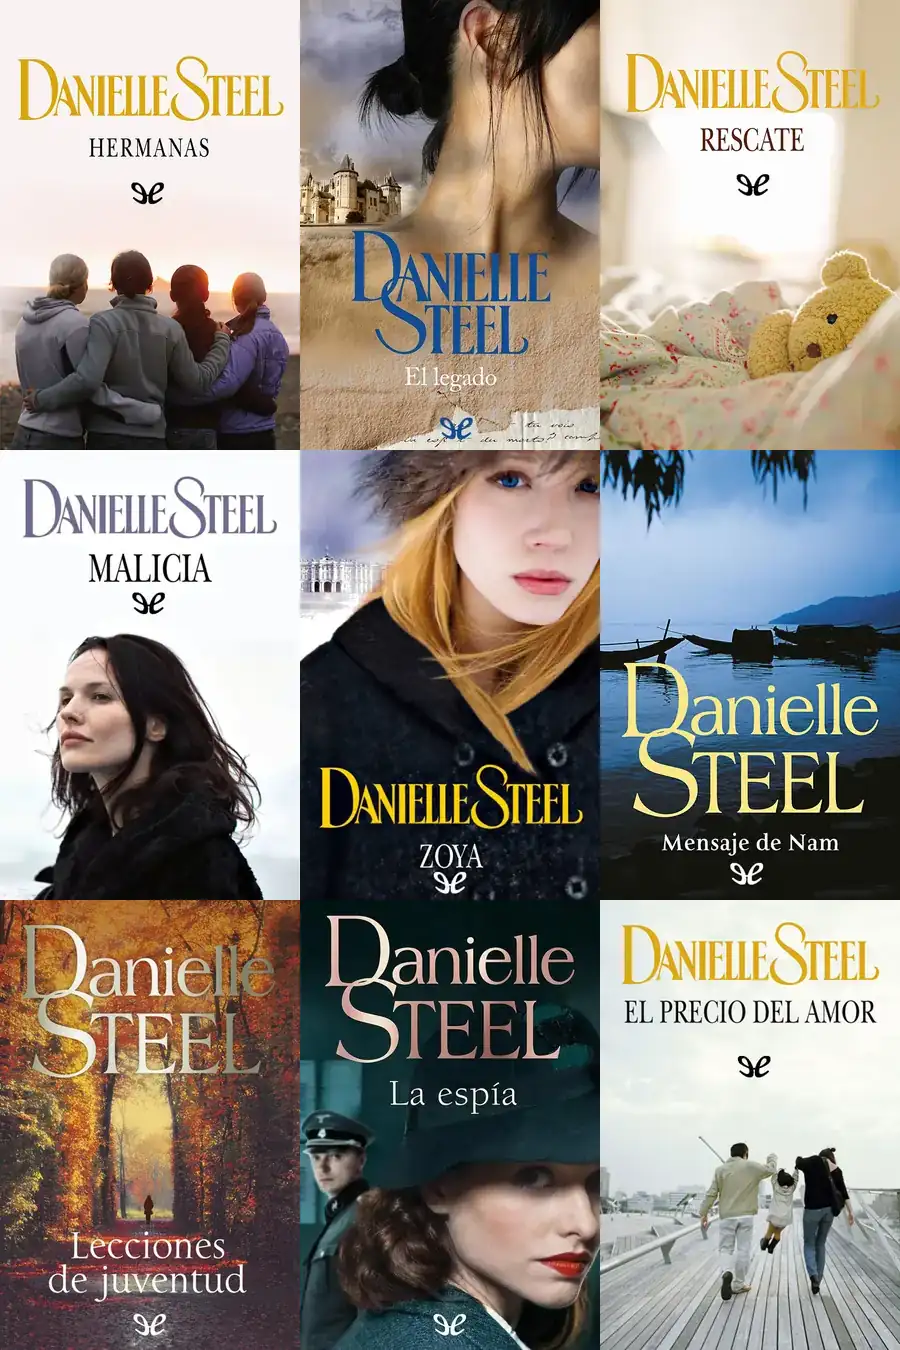 DANIELLE STEEL
HERMANAS
DANIELLE
STEEL
El legado
DANIELLE STEEL
RESCATE
DANIELLE STEEL
MALICIA
DANIELLE STEEL
ZOYA
Danielle
STEEL
Mensaje de Nam
Danielle
STEEL
Lecciones
de juventud
Danielle
STEEL
La espía
DANIELLE STEEL
EL PRECIO DEL AMOR